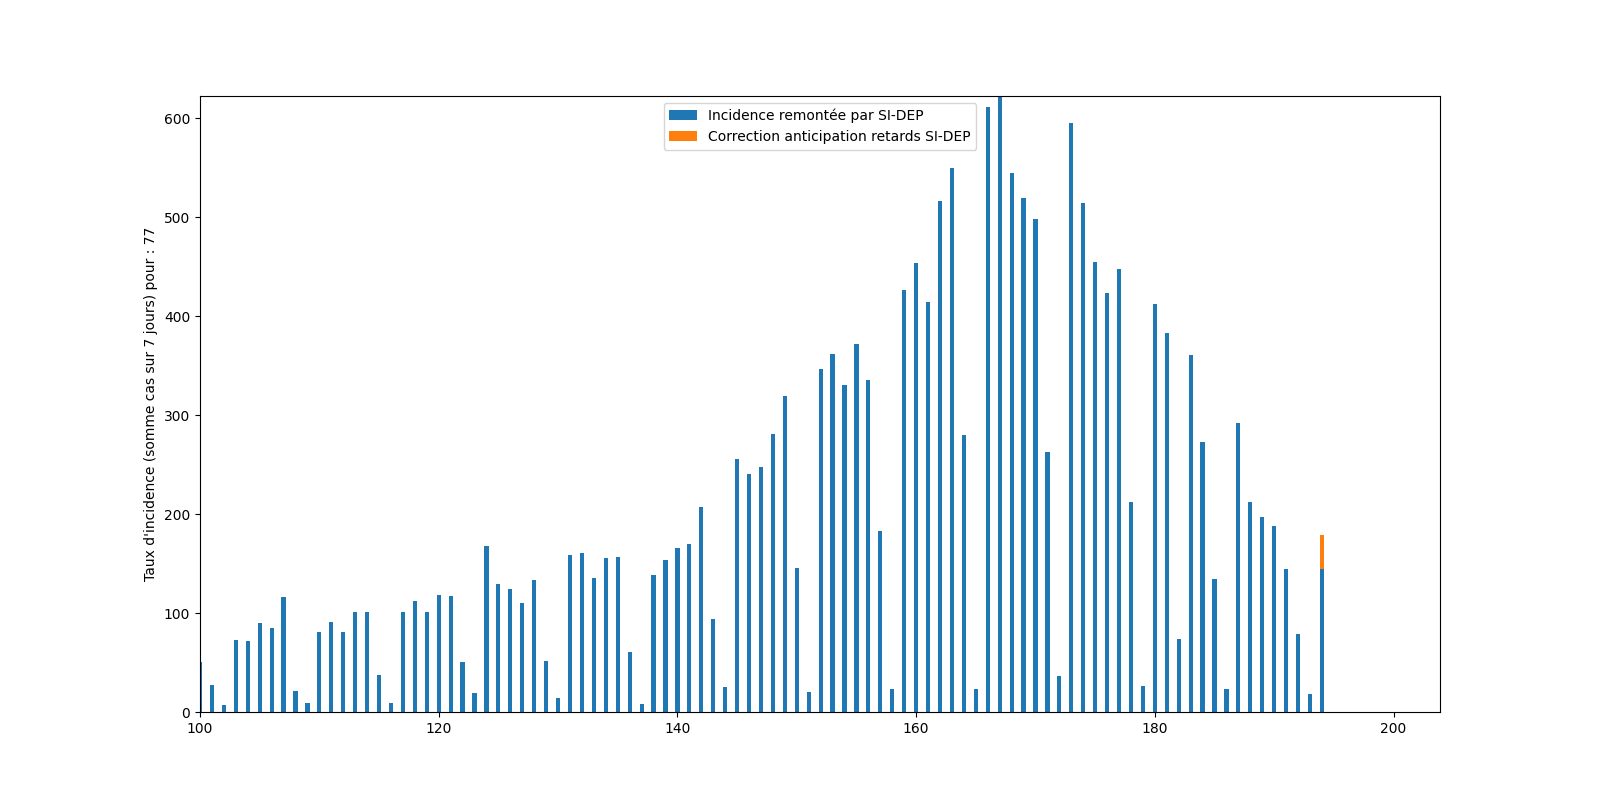 Incidence remontée par SI-DEP
Correction anticipation retards SI-DEP
Taux d'incidence (somme cas sur 7 jours) pour : 77
600
500
400
300
200
100
0
100 120 140 160 180 200